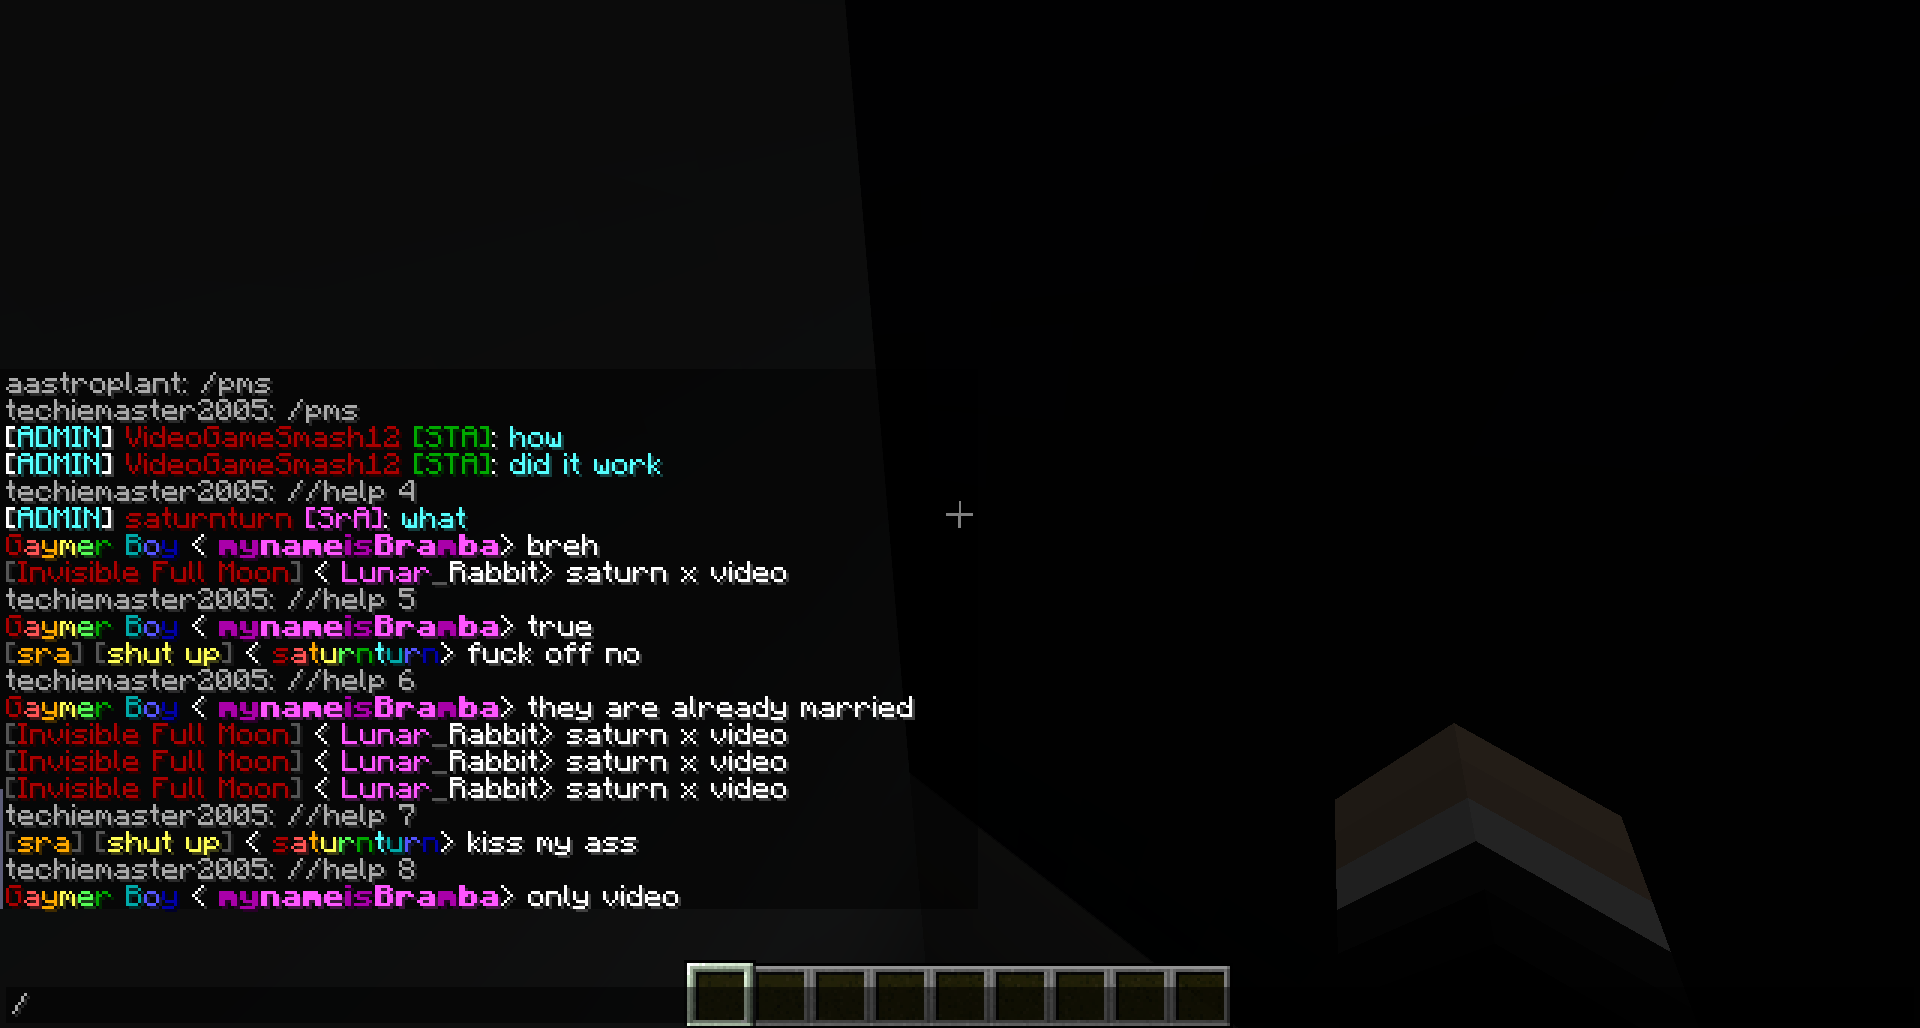 aastroplant: /pms
techiemaster2005: /pms
[ADMIN] VideoGameSmash12 [STA]: how
[ADMIN] VideoGameSmash12 [STA]: did it work
techiemaster2005: //help 4
[ADMIN] saturnturn [SrA]: what
Gaymer Boy < mynameisBramba> breh
[Invisible Full Moon] < Lunar_Rabbit> saturn x video
techiemaster2005: //help 5
Gaymer Boy < mynameisBramba> true
[sra] [shut up] < saturnturn> fuck off no
techiemaster2005: //help 6
Gaymer Boy < mynameisBramba> they are already married
[Invisible Full Moon] < Lunar_Rabbit> saturn x video
[Invisible Full Moon] < Lunar_Rabbit> saturn x video
[Invisible Full Moon] < Lunar_Rabbit> saturn x video
techiemaster2005: //help 7
[sra] [shut up] < saturnturn> kiss my ass
techiemaster2005: //help 8
Gaymer Boy < mynameisBramba> only video
/